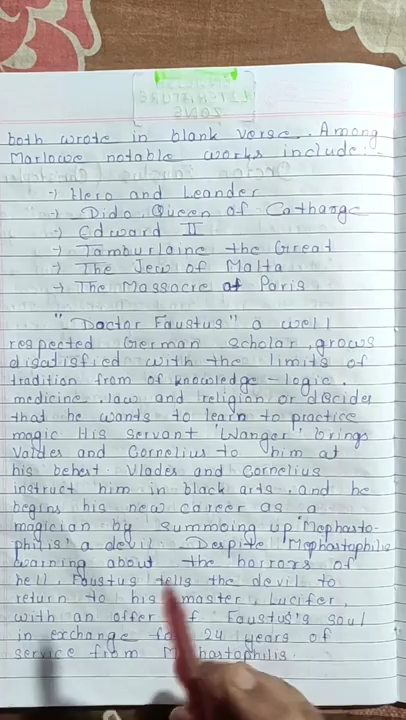 both wrote in blank verse. Among
Marlowe notable works include:-
→ Hero and Leander
→ Dido, Queen of Cathaoge
→ Edward II
→ Tamburlaine the Great
→ The Jew of Malta
→ The Massacre at Paris
"Doctor Faustus" a well
respected German scholar, grows
disatisfied with the limits of
tradition from of knowledge - logic,
medicine, law and religion or decides
that he wants to learn to practice
magic. His servant 'Wanger' brings
Valdes and Cornelius to him at
his behest. Vlades and Cornelius
instruct him in black arts, and he
begins his new career as a
magician by summoing up 'Mephasto-
philis' a devil. Despite Mephastophilis
warning about the horrors of
hell, Faustus tells the devil to
return to his master, Lucifer,
with an offer of Faustus's soul
in exchange for 24 years of
service from Mephastophilis.